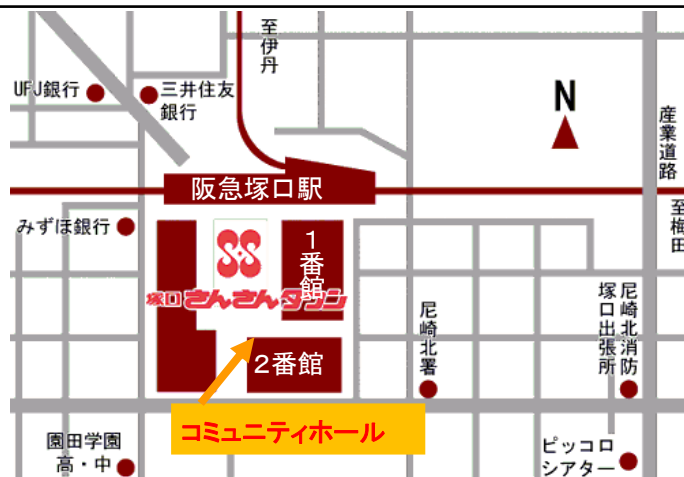 至伊丹
UFJ銀行
三井住友
銀行
N
産業道路
阪急塚口駅
至梅田
みずほ銀行
S・S
1番館
塚口さんさんタウン
尼崎北署
尼崎北消防
塚口出張所
2番館
コミュニティホール
園田学園
高・中
ピッコロ
シアター